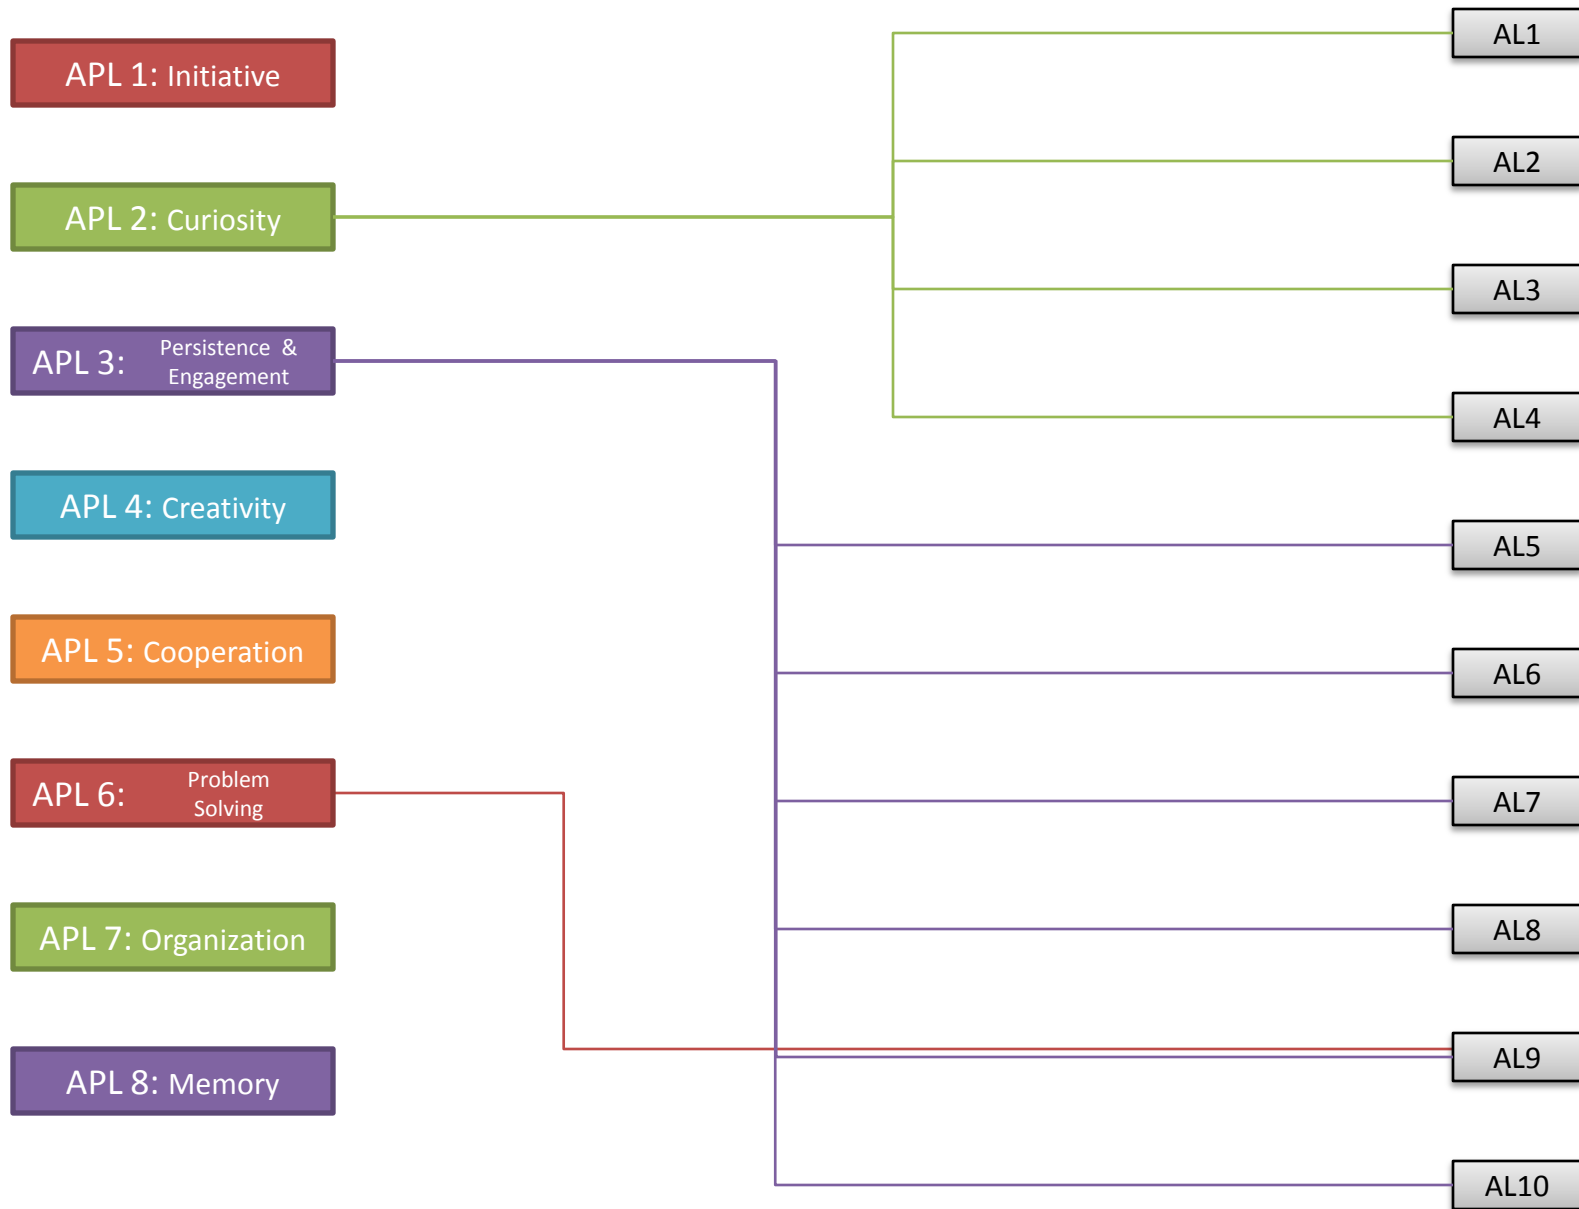 APL 1: Initiative
APL 2: Curiosity
APL 3: Persistence & 
Engagement
APL 4: Creativity
APL 5: Cooperation
APL 6: Problem
Solving
APL 7: Organization
APL 8: Memory
AL1
AL2
AL3
AL4
AL5
AL6
AL7
AL8
AL9
AL10